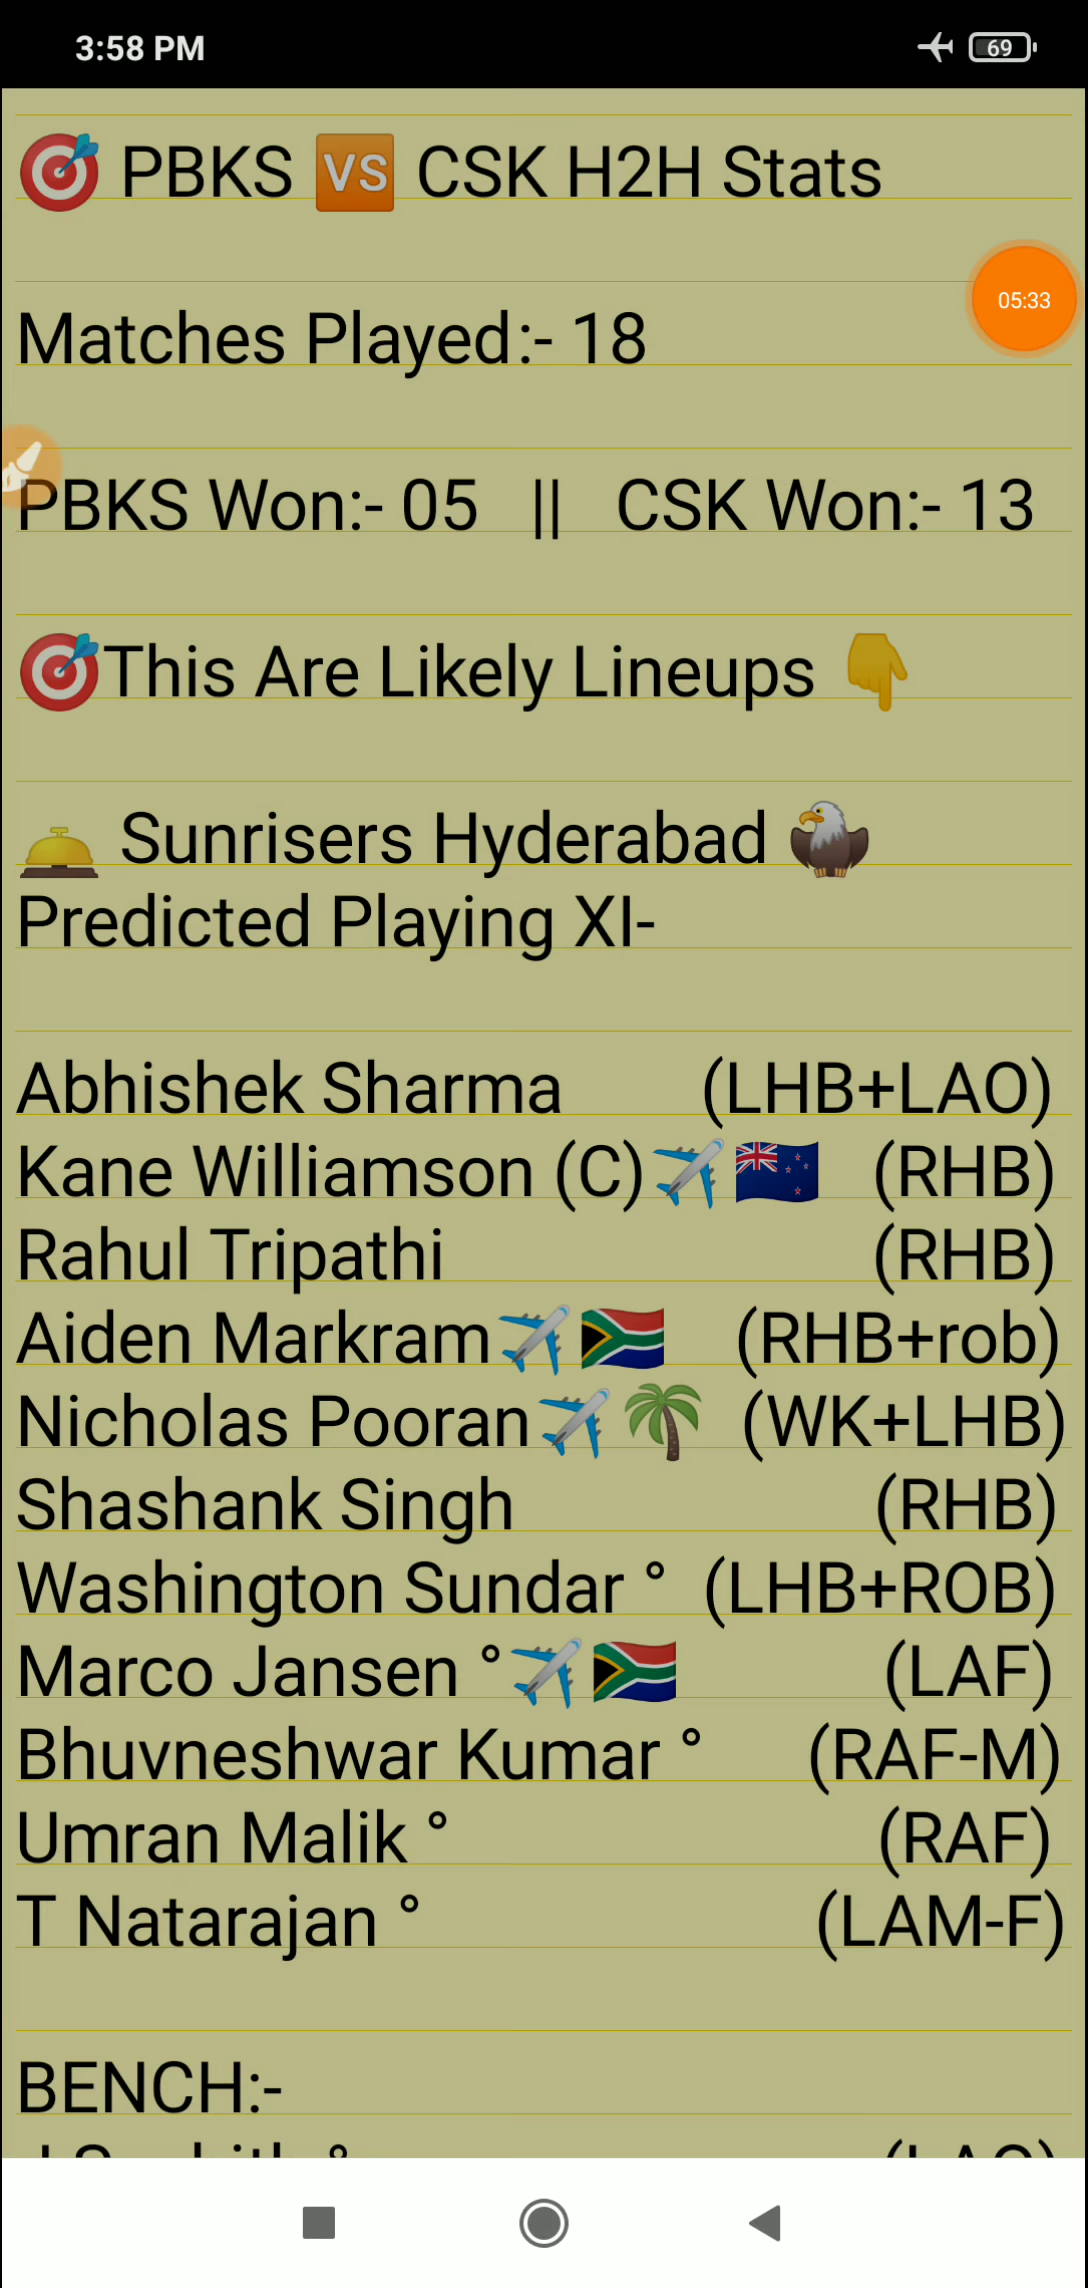 3:58 PM
69
🎯 PBKS 🆚 CSK H2H Stats
05:33
Matches Played:- 18
PBKS Won:- 05 || CSK Won:- 13
🎯This Are Likely Lineups 👇
🛎️ Sunrisers Hyderabad 🦅
Predicted Playing XI-
Abhishek Sharma (LHB+LAO)
Kane Williamson (C)✈️🇳🇿 (RHB)
Rahul Tripathi (RHB)
Aiden Markram✈️🇿🇦 (RHB+rob)
Nicholas Pooran✈️🌴 (WK+LHB)
Shashank Singh (RHB)
Washington Sundar ° (LHB+ROB)
Marco Jansen °✈️🇿🇦 (LAF)
Bhuvneshwar Kumar ° (RAF-M)
Umran Malik ° (RAF)
T Natarajan ° (LAM-F)
BENCH:-